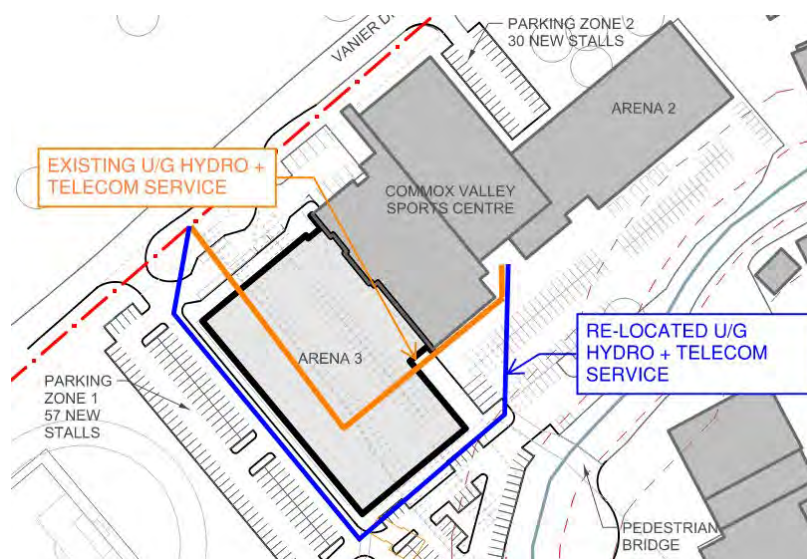 PARKING ZONE 2
30 NEW STALLS
VANIER D
ARENA 2
EXISTING U/G HYDRO +
TELECOM SERVICE
COMMOX VALLEY
SPORTS CENTRE
ARENA 3
RE-LOCATED U/G
HYDRO + TELECOM
SERVICE
PARKING
ZONE 1
57 NEW
STALLS
PEDESTRIAN
BRIDGE